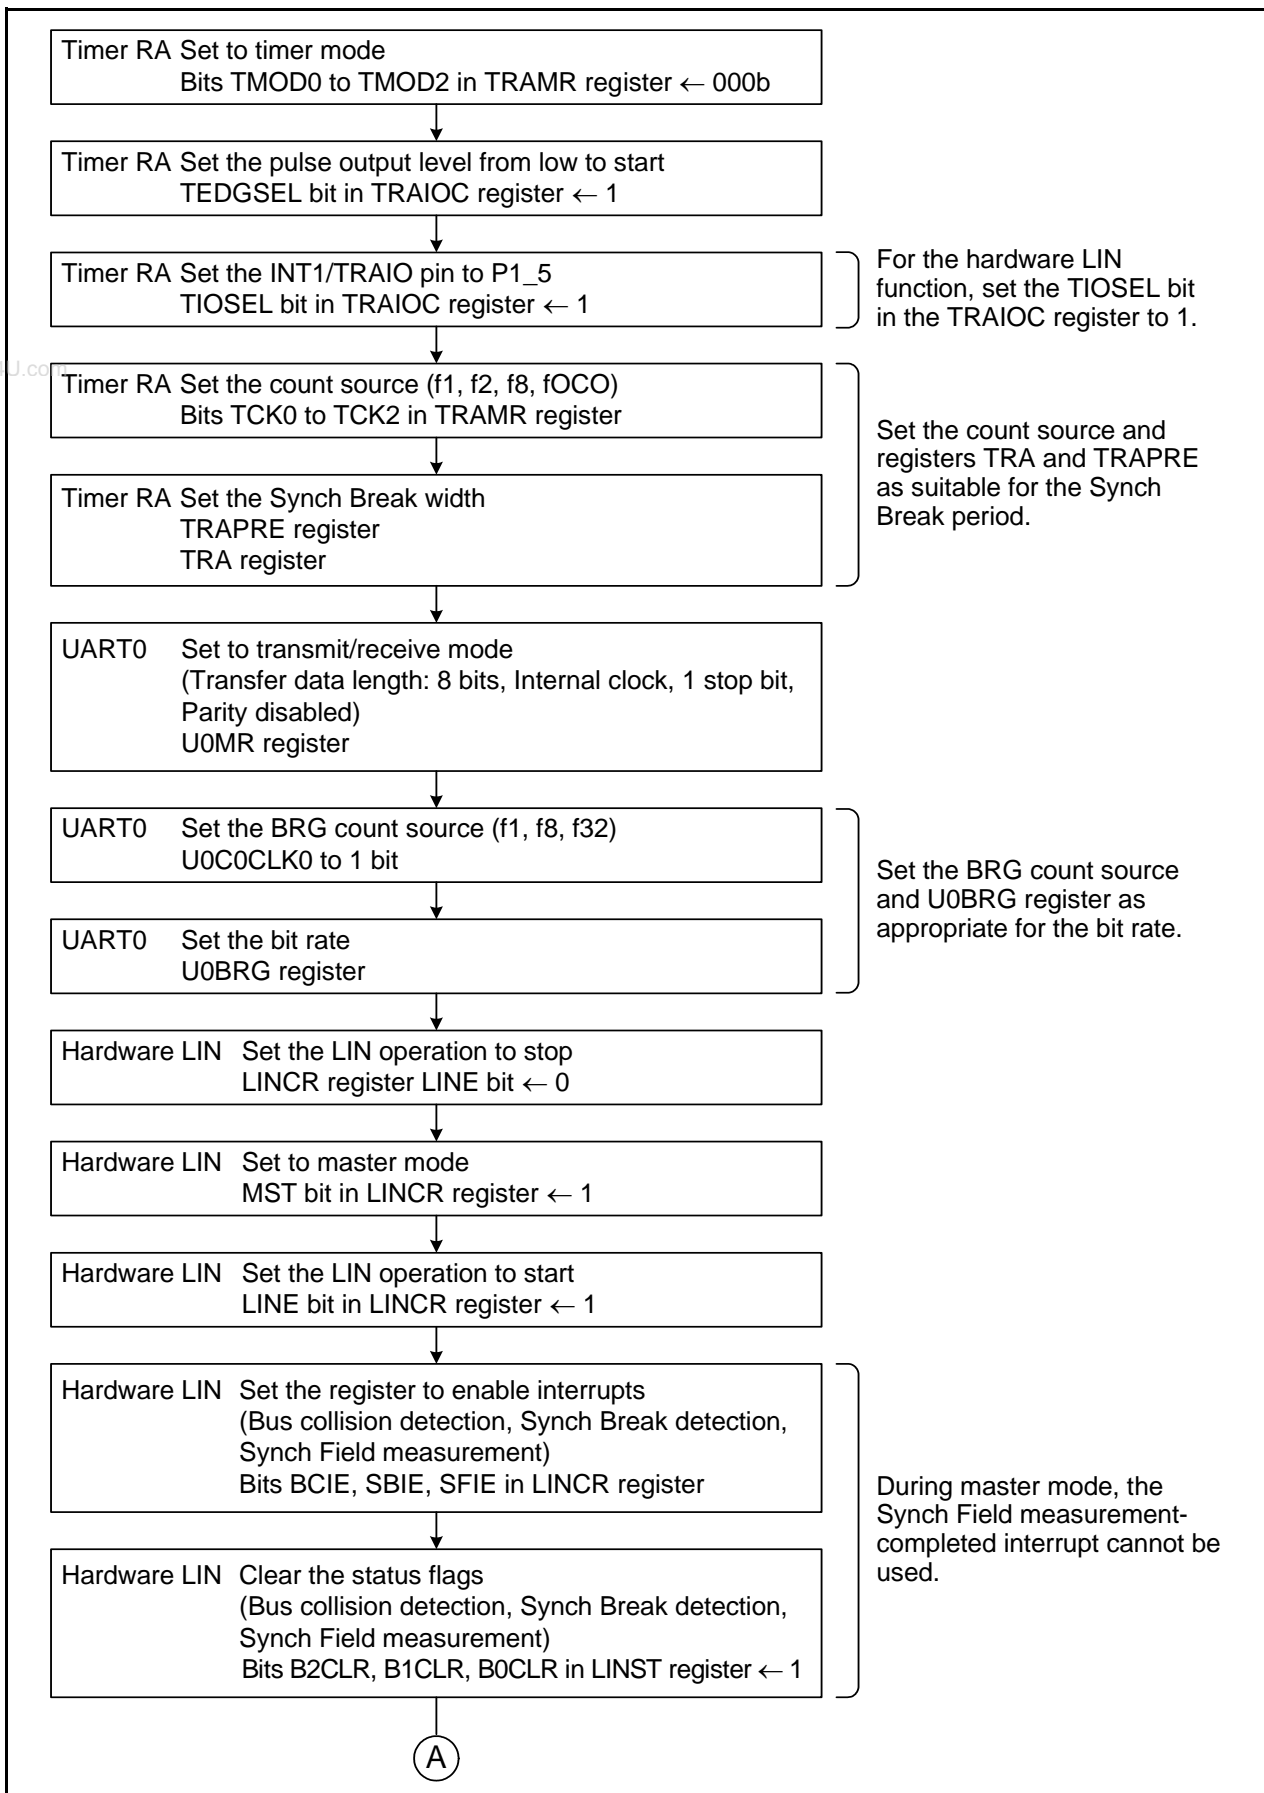 Timer RA Set to timer mode
Bits TMOD0 to TMOD2 in TRAMR register ← 000b
Timer RA Set the pulse output level from low to start
TEDGSEL bit in TRAIOC register ← 1
Timer RA Set the INT1/TRAIO pin to P1_5
TIOSEL bit in TRAIOC register ← 1
For the hardware LIN
function, set the TIOSEL bit
in the TRAIOC register to 1.
4U.com
Timer RA Set the count source (f1, f2, f8, fOCO)
Bits TCK0 to TCK2 in TRAMR register
Timer RA Set the Synch Break width
TRAPRE register
TRA register
Set the count source and
registers TRA and TRAPRE
as suitable for the Synch
Break period.
UART0 Set to transmit/receive mode
(Transfer data length: 8 bits, Internal clock, 1 stop bit,
Parity disabled)
U0MR register
UART0 Set the BRG count source (f1, f8, f32)
U0C0CLK0 to 1 bit
UART0 Set the bit rate
U0BRG register
Set the BRG count source
and U0BRG register as
appropriate for the bit rate.
Hardware LIN Set the LIN operation to stop
LINCR register LINE bit ← 0
Hardware LIN Set to master mode
MST bit in LINCR register ← 1
Hardware LIN Set the LIN operation to start
LINE bit in LINCR register ← 1
Hardware LIN Set the register to enable interrupts
(Bus collision detection, Synch Break detection,
Synch Field measurement)
Bits BCIE, SBIE, SFIE in LINCR register
Hardware LIN Clear the status flags
(Bus collision detection, Synch Break detection,
Synch Field measurement)
Bits B2CLR, B1CLR, B0CLR in LINST register ← 1
During master mode, the
Synch Field measurement-
completed interrupt cannot be
used.
A